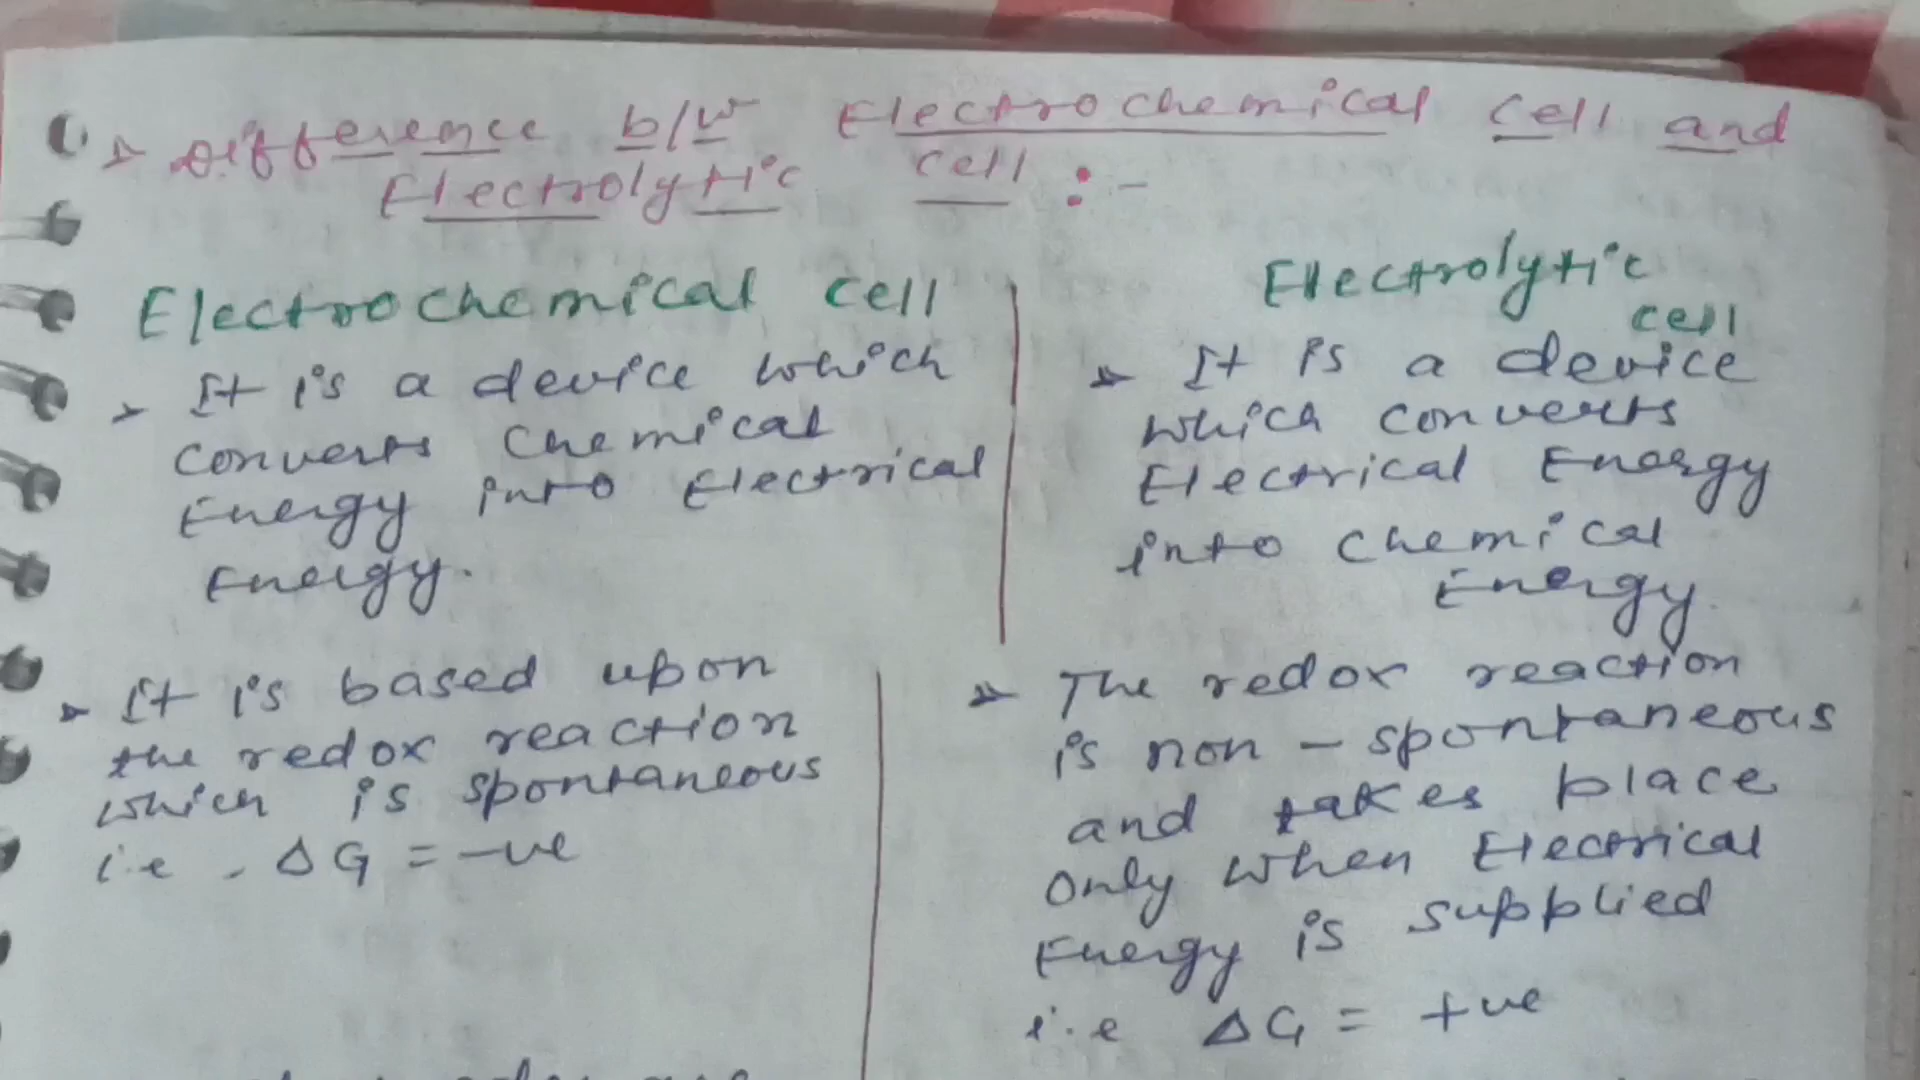 Difference b/w Electrochemical cell and
Electrolytic cell :-
Electrochemical cell
It is a device which
converts Chemical
Energy into Electrical
Energy.
It is based upon
the redox reaction
which is spontaneous
i.e. ΔG = -ve
Electrolytic
cell
It is a device
which converts
Electrical Energy
into chemical
Energy.
The redox reaction
is non - spontaneous
and takes place
only when Electrical
Energy is supplied
i.e ΔG = +ve